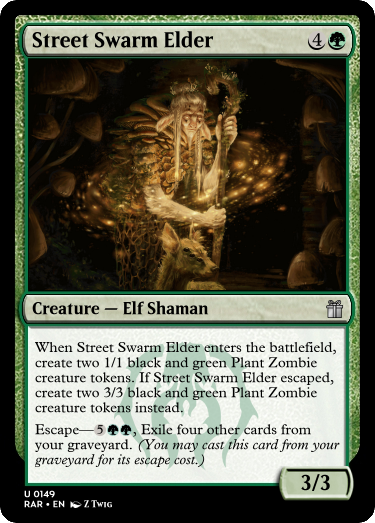 Street Swarm Elder 4
Creature — Elf Shaman
When Street Swarm Elder enters the battlefield,
create two 1/1 black and green Plant Zombie
creature tokens. If Street Swarm Elder escaped,
create two 3/3 black and green Plant Zombie
creature tokens instead.
Escape—5, Exile four other cards from
your graveyard. (You may cast this card from your
graveyard for its escape cost.)
3/3
U 0149
RAR • EN Z Twig